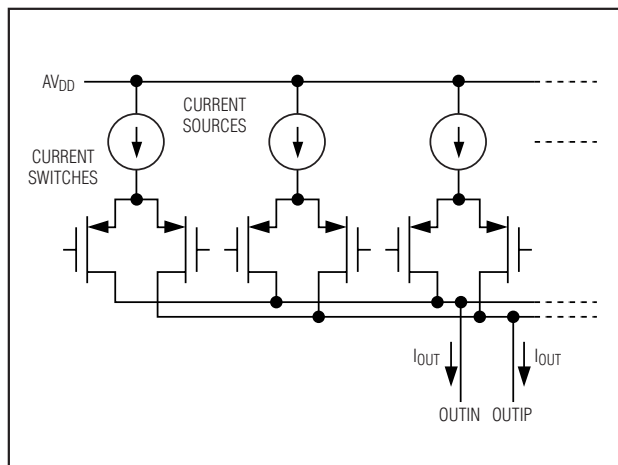 AVDD
CURRENT
SOURCES
CURRENT
SWITCHES
IOUT
IOUT
OUTIN
OUTIP